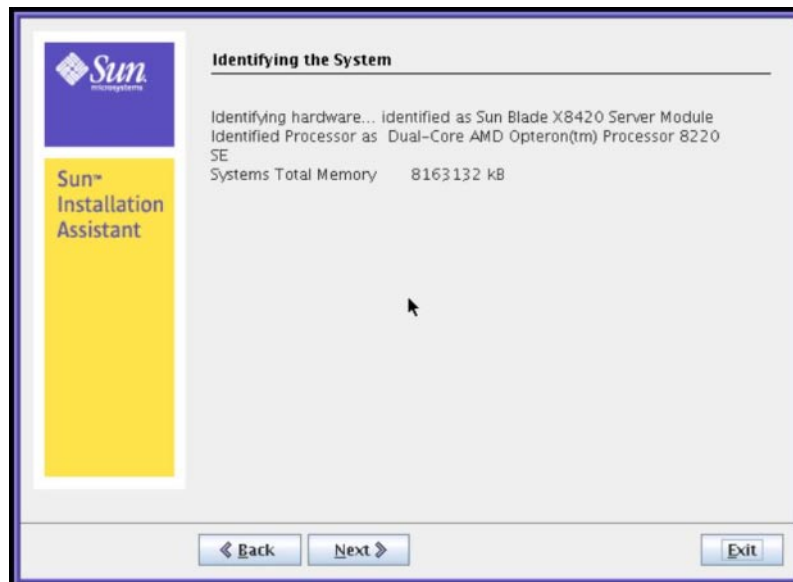 Sun
microsystems
Identifying the System
Identifying hardware... identified as Sun Blade X8420 Server Module
Identified Processor as Dual-Core AMD Opteron(tm) Processor 8220
SE
Systems Total Memory 8163132 kB
Sun™
Installation
Assistant
Back
Next
Exit